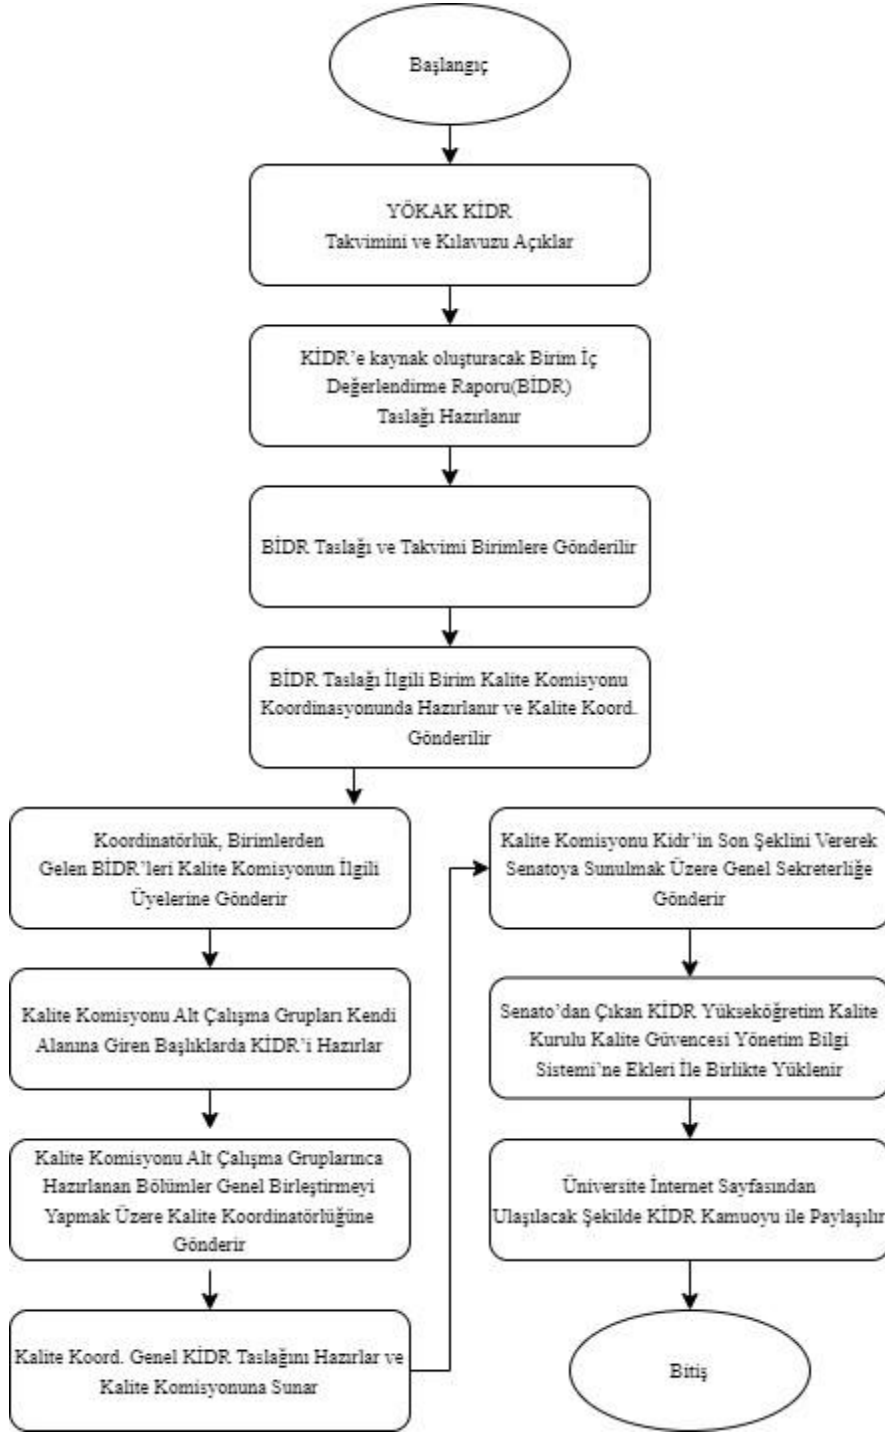 Başlangıç
YÖKAK KİDR
Takvimini ve Kılavuzu Açıklar
KİDR’e kaynak oluşturacak Birim İç
Değerlendirme Raporu(BİDR)
Taslağı Hazırlanır
BİDR Taslağı ve Takvimi Birimlere Gönderilir
BİDR Taslağı İlgili Birim Kalite Komisyonu
Koordinasyonunda Hazırlanır ve Kalite Koord.
Gönderilir
Koordinatörlük, Birimlerden
Gelen BİDR’leri Kalite Komisyonun İlgili
Üyelerine Gönderir
Kalite Komisyonu Alt Çalışma Grupları Kendi
Alanına Giren Başlıklarda KİDR’i Hazırlar
Kalite Komisyonu Alt Çalışma Gruplarınca
Hazırlanan Bölümler Genel Birleştirmeyi
Yapmak Üzere Kalite Koordinatörlüğüne
Gönderir
Kalite Koord. Genel KİDR Taslağını Hazırlar ve
Kalite Komisyonuna Sunar
Kalite Komisyonu Kidr’in Son Şeklini Vererek
Senatoya Sunulmak Üzere Genel Sekreterliğe
Gönderir
Senato’dan Çıkan KİDR Yükseköğretim Kalite
Kurulu Kalite Güvencesi Yönetim Bilgi
Sistemi’ne Ekleri İle Birlikte Yüklenir
Üniversite İnternet Sayfasından
Ulaşılacak Şekilde KİDR Kamuoyu ile Paylaşılır
Bitiş